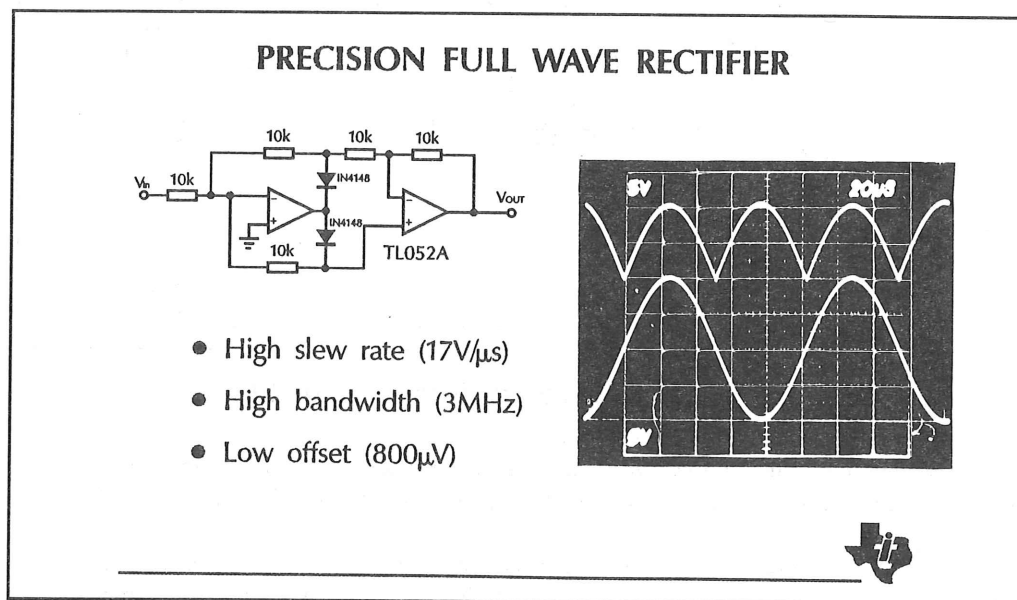 PRECISION FULL WAVE RECTIFIER
10k
10k
10k
IN4148
Vin
10k
−
+
IN4148
−
+
VOUT
10k
TL052A
5V
20µS
5V
● High slew rate (17V/µs)
● High bandwidth (3MHz)
● Low offset (800µV)